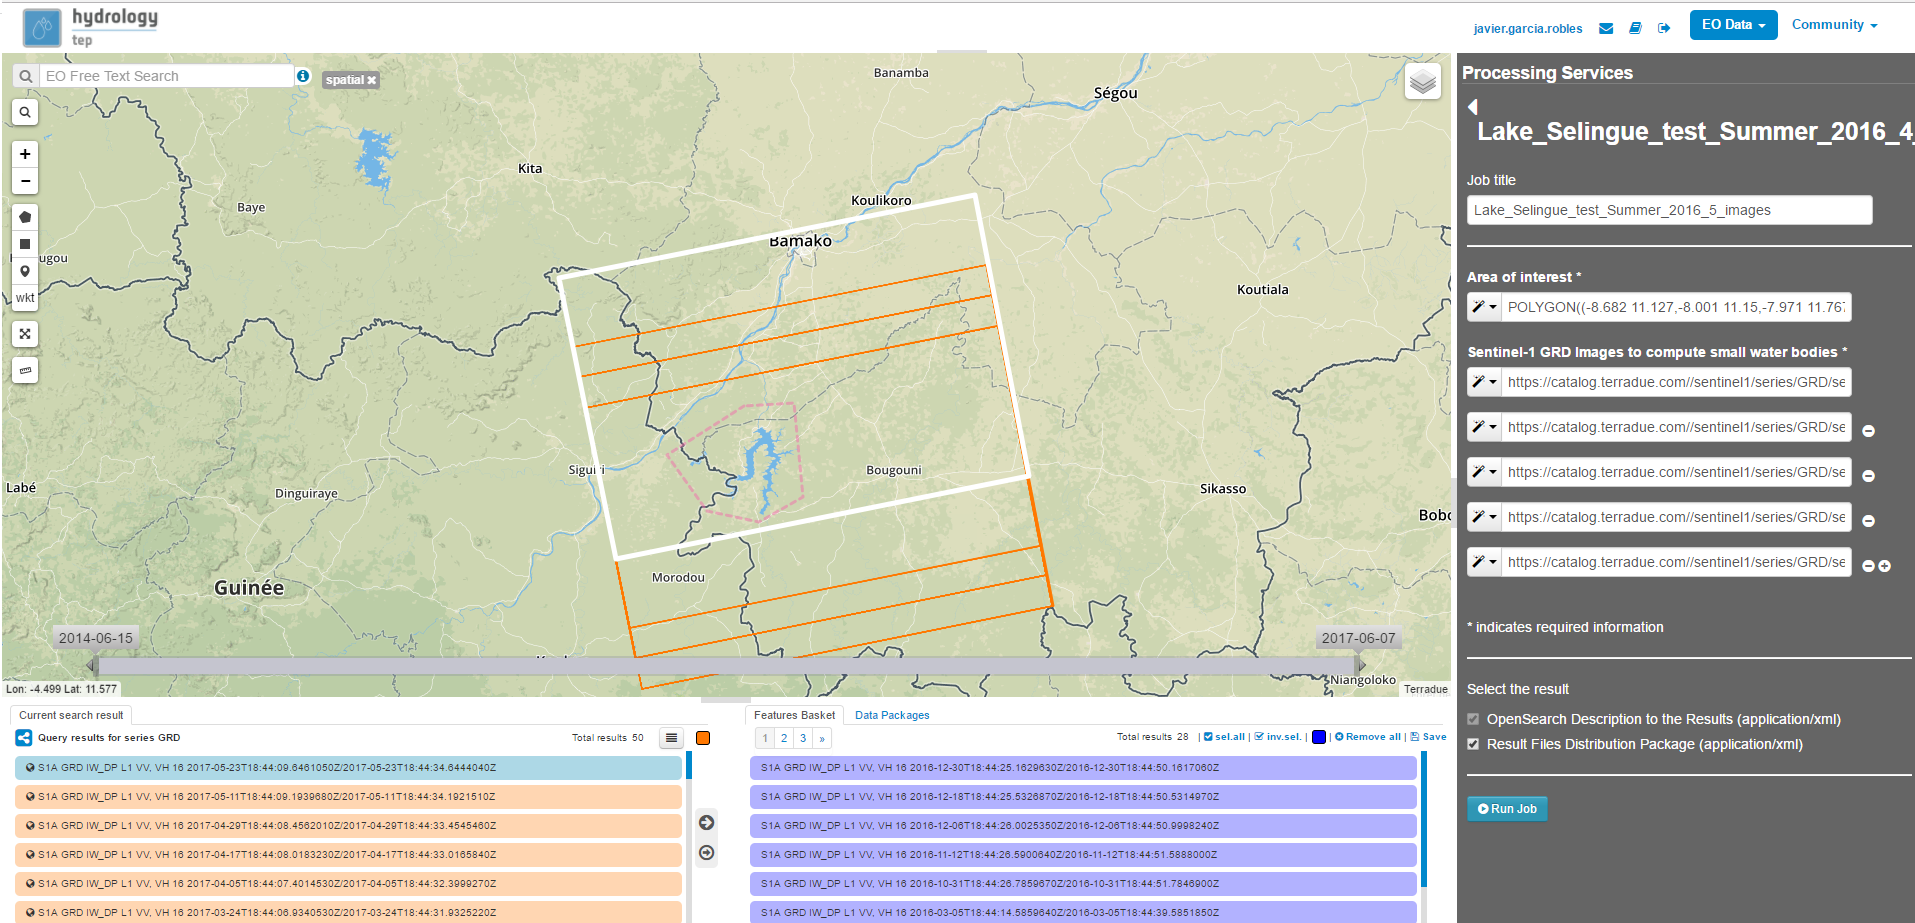 hydrology
tep
javier.garcia.robles
EO Data
Community
EO Free Text Search
spatial
wkt
Banamba
Ségou
Kita
Koulikoro
Baye
Bamako
Koutiala
Siguiri
Bougouni
Labé
Dinguiraye
Sikasso
Bobo
Morodou
Guinée
2014-06-15
2017-06-07
Niangoloko
Lon: -4.499 Lat: 11.577
Terradue
Processing Services
Lake_Selingue_test_Summer_2016_4_
Job title
Lake_Selingue_test_Summer_2016_5_images
Area of interest *
POLYGON((-8.682 11.127,-8.001 11.15,-7.971 11.767
Sentinel-1 GRD Images to compute small water bodies *
https://catalog.terradue.com//sentinel1/series/GRD/se
https://catalog.terradue.com//sentinel1/series/GRD/se
https://catalog.terradue.com//sentinel1/series/GRD/se
https://catalog.terradue.com//sentinel1/series/GRD/se
https://catalog.terradue.com//sentinel1/series/GRD/se
* indicates required information
Select the result
OpenSearch Description to the Results (application/xml)
Result Files Distribution Package (application/xml)
Run Job
Current search result
Query results for series GRD
Total results 50
S1A GRD IW_DP L1 VV, VH 16 2017-05-23T18:44:09.6461050Z/2017-05-23T18:44:34.6444040Z
S1A GRD IW_DP L1 VV, VH 16 2017-05-11T18:44:09.1939680Z/2017-05-11T18:44:34.1921510Z
S1A GRD IW_DP L1 VV, VH 16 2017-04-29T18:44:08.4562010Z/2017-04-29T18:44:33.4545460Z
S1A GRD IW_DP L1 VV, VH 16 2017-04-17T18:44:08.0183230Z/2017-04-17T18:44:33.0165840Z
S1A GRD IW_DP L1 VV, VH 16 2017-04-05T18:44:07.4014530Z/2017-04-05T18:44:32.3999270Z
S1A GRD IW_DP L1 VV, VH 16 2017-03-24T18:44:06.9340530Z/2017-03-24T18:44:31.9325220Z
Features Basket
Data Packages
1 2 3 »
Total results 28 | sel.all | inv.sel. | | Remove all | Save
S1A GRD IW_DP L1 VV, VH 16 2016-12-30T18:44:25.1629630Z/2016-12-30T18:44:50.1617060Z
S1A GRD IW_DP L1 VV, VH 16 2016-12-18T18:44:25.5326870Z/2016-12-18T18:44:50.5314970Z
S1A GRD IW_DP L1 VV, VH 16 2016-12-06T18:44:26.0025350Z/2016-12-06T18:44:50.9998240Z
S1A GRD IW_DP L1 VV, VH 16 2016-11-12T18:44:26.5900640Z/2016-11-12T18:44:51.5888000Z
S1A GRD IW_DP L1 VV, VH 16 2016-10-31T18:44:26.7859670Z/2016-10-31T18:44:51.7846900Z
S1A GRD IW_DP L1 VV, VH 16 2016-03-05T18:44:14.5859640Z/2016-03-05T18:44:39.5851850Z